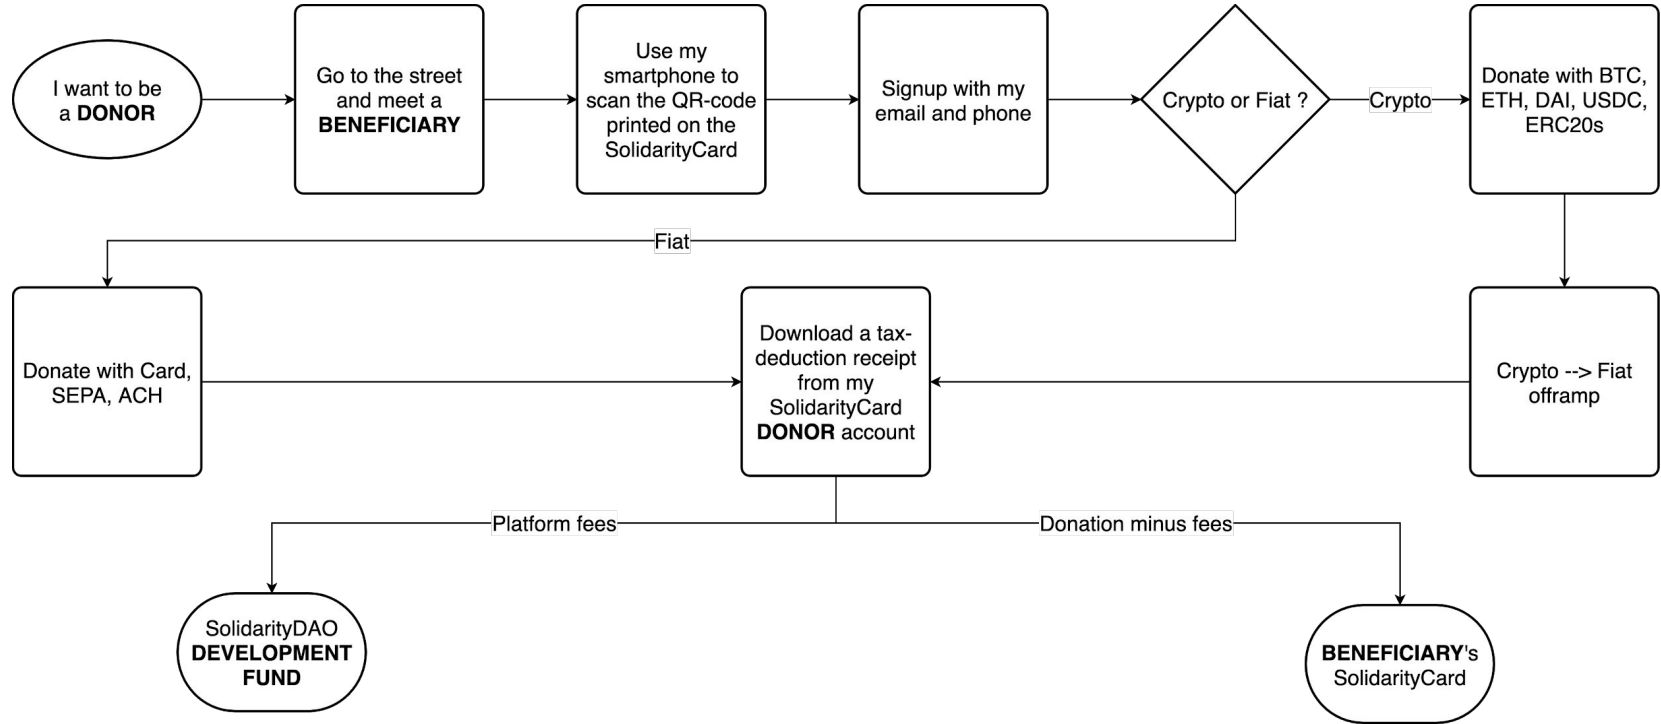 I want to be
a DONOR
Go to the street
and meet a
BENEFICIARY
Use my
smartphone to
scan the QR-code
printed on the
SolidarityCard
Signup with my
email and phone
Crypto or Fiat ?
Crypto
Donate with BTC,
ETH, DAI, USDC,
ERC20s
Fiat
Donate with Card,
SEPA, ACH
Download a tax-
deduction receipt
from my
SolidarityCard
DONOR account
Crypto --> Fiat
offramp
Platform fees
Donation minus fees
SolidarityDAO
DEVELOPMENT
FUND
BENEFICIARY's
SolidarityCard